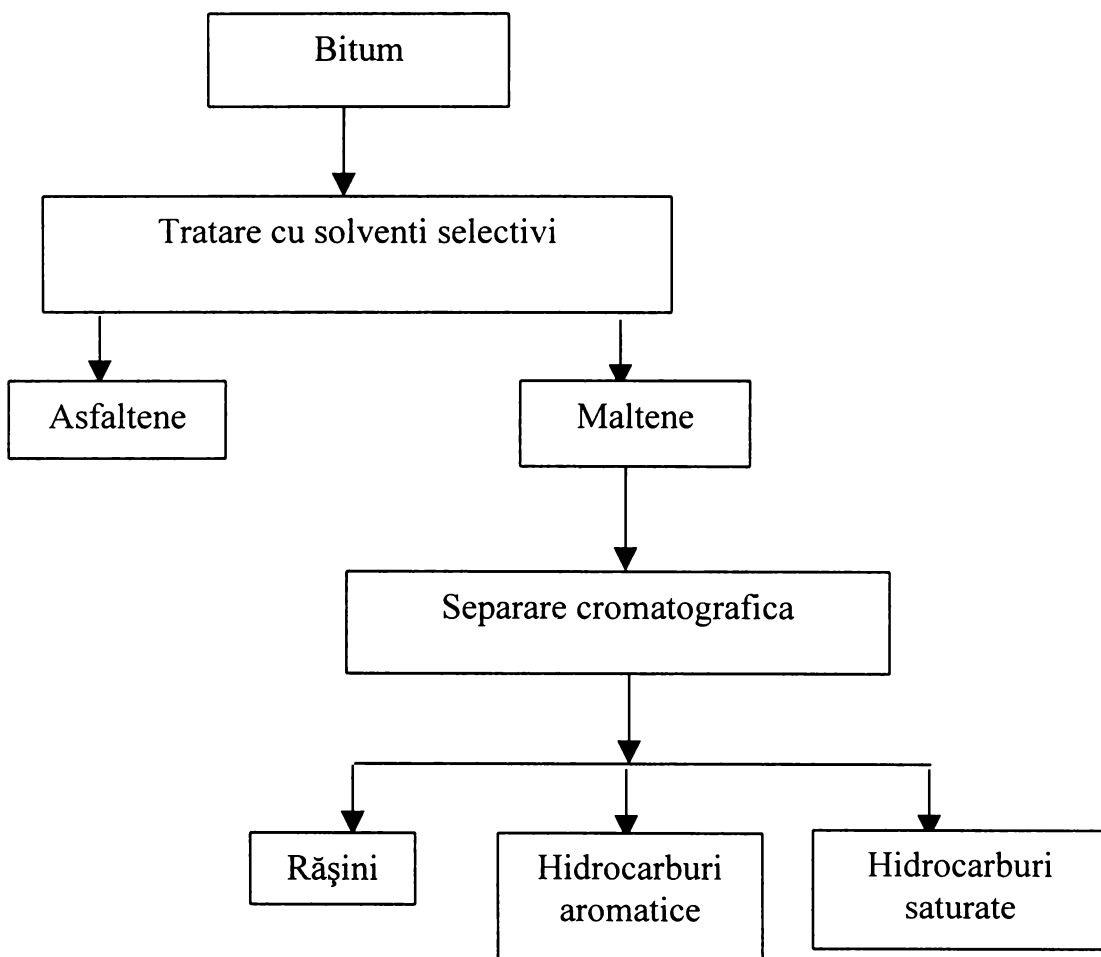 Bitum
Tratare cu solventi selectivi
Asfaltene
Maltene
Separare cromatografica
Răşini
Hidrocarburi
aromatice
Hidrocarburi
saturate